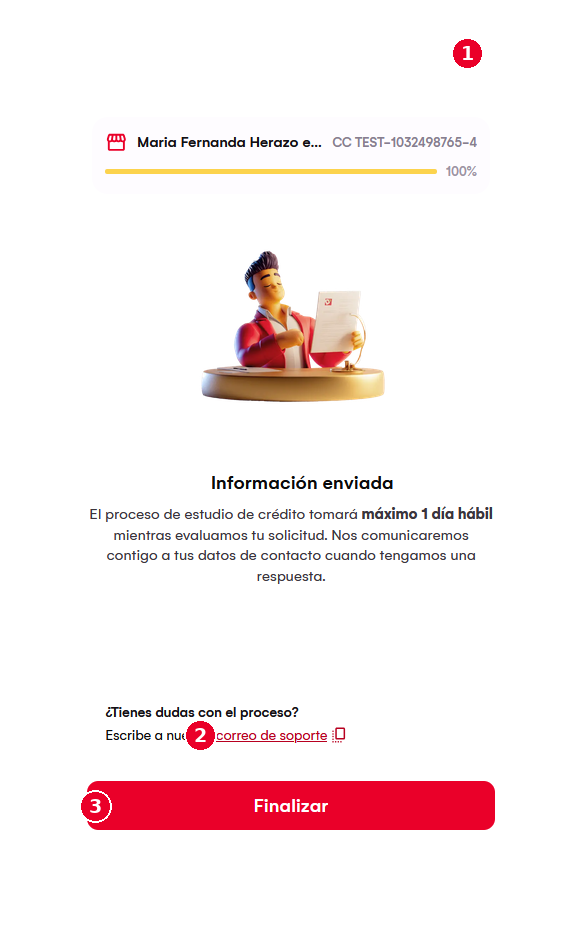 1
Maria Fernanda Herazo e... CC TEST-1032498765-4
100%
Información enviada
El proceso de estudio de crédito tomará máximo 1 día hábil
mientras evaluamos tu solicitud. Nos comunicaremos
contigo a tus datos de contacto cuando tengamos una
respuesta.
¿Tienes dudas con el proceso?
Escribe a 2 correo de soporte
3 Finalizar